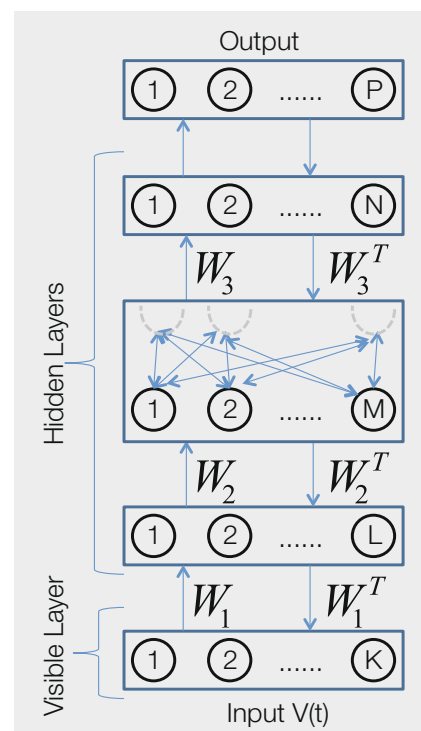 Output
1 2 ...... P
1 2 ...... N
W₃ W₃ᵀ
Hidden Layers
1 2 ...... M
W₂ W₂ᵀ
1 2 ...... L
W₁ W₁ᵀ
Visible Layer
1 2 ...... K
Input V(t)